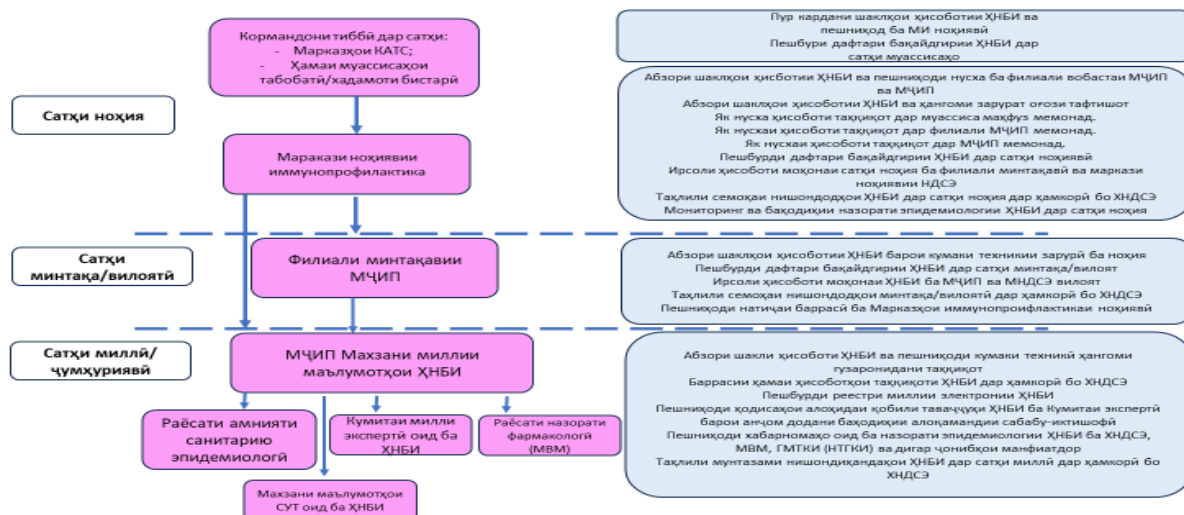 Кормандони тиббӣ дар сатҳи:
- Марказҳои КАТС;
- Ҳамаи муассисаҳои
табобатӣ/хадамоти бистарӣ
Пур кардани шаклҳои ҳисоботии ҲНБИ ва
пешниҳод ба МИ ноҳиявӣ
Пешбури дафтари бақайдгирии ҲНБИ дар
сатҳи муассисаҳо
Сатҳи ноҳия
Маракази ноҳиявии
иммунопрофилактика
Абзори шаклҳои ҳисботии ҲНБИ ва пешниҳоди нусха ба филиали вобастаи МҶИП
ва МҶИП
Абзори шаклҳои ҳисоботии ҲНБИ ва ҳангоми зарурат оғози тафтишот
Як нусха ҳисоботи таҳқиқот дар муассиса маҳфуз мемонад.
Як нусхаи ҳисоботи таҳқиқот дар филиали МҶИП мемонад.
Як нусхаи ҳисоботи таҳқиқот дар МҶИП мемонад.
Пешбурди дафтари бақайдгирии ҲНБИ дар сатҳи ноҳиявӣ
Ирсоли ҳисоботи моҳонаи сатҳи ноҳия ба филиали минтақавӣ ва маркази
ноҳиявии НДСЭ
Таҳлили семоҳаи нишондодҳои ҲНБИ дар сатҳи ноҳия дар ҳамкорӣ бо ХНДСЭ
Мониторинг ва баҳодиҳии назорати эпидемиологии ҲНБИ дар сатҳи ноҳия
Сатҳи
минтақа/вилоятӣ
Филиали минтақавии
МҶИП
Абзори шаклҳои ҳисоботии ҲНБИ барои кумаки техникии зарурӣ ба ноҳия
Пешбурди дафтари бақайдгирии ҲНБИ дар сатҳи минтақа/вилоят
Ирсоли ҳисоботи моҳонаи ҲНБИ ба МҶИП ва МНДСЭ вилоят
Таҳлили семоҳаи нишондодҳои минтақа/вилоятӣ дар ҳамкорӣ бо ХНДСЭ
Пешниҳоди натиҷаи баррасӣ ба Марказҳои иммунопрофилактикаи ноҳиявӣ
Сатҳи миллӣ/
ҷумҳуриявӣ
МҶИП Махзани миллии
маълумотҳои ҲНБИ
Раёсати амнияти
санитарию
эпидемиологӣ
Кумитаи милли
экспертӣ оид ба
ҲНБИ
Раёсати назорати
фармакологӣ
(МВМ)
Махзани маълумотҳои
СУТ оид ба ҲНБИ
Абзори шакли ҳисоботи ҲНБИ ва пешниҳоди кумаки техникӣ ҳангоми
гузаронидани таҳқиқот
Баррасии ҳамаи ҳисоботҳои таҳқиқоти ҲНБИ дар ҳамкорӣ бо ХНДСЭ
Пешбурди реестри миллии электронии ҲНБИ
Пешниҳоди ҳодисаҳои алоҳидаи қобили таваҷҷуҳи ҲНБИ ба Кумитаи экспертӣ
барои анҷом додани баҳодиҳии алоқамандии сабабу-иктишофӣ
Пешниҳоди хабарномаҳо оид ба назорати эпидемиологии ҲНБИ ба ХНДСЭ,
МВМ, ГМТКИ (НТГКИ) ва дигар ҷонибҳои манфиатдор
Таҳлили мунтазами нишондиҳандаҳои ҲНБИ дар сатҳи миллӣ дар ҳамкорӣ бо
ХНДСЭ